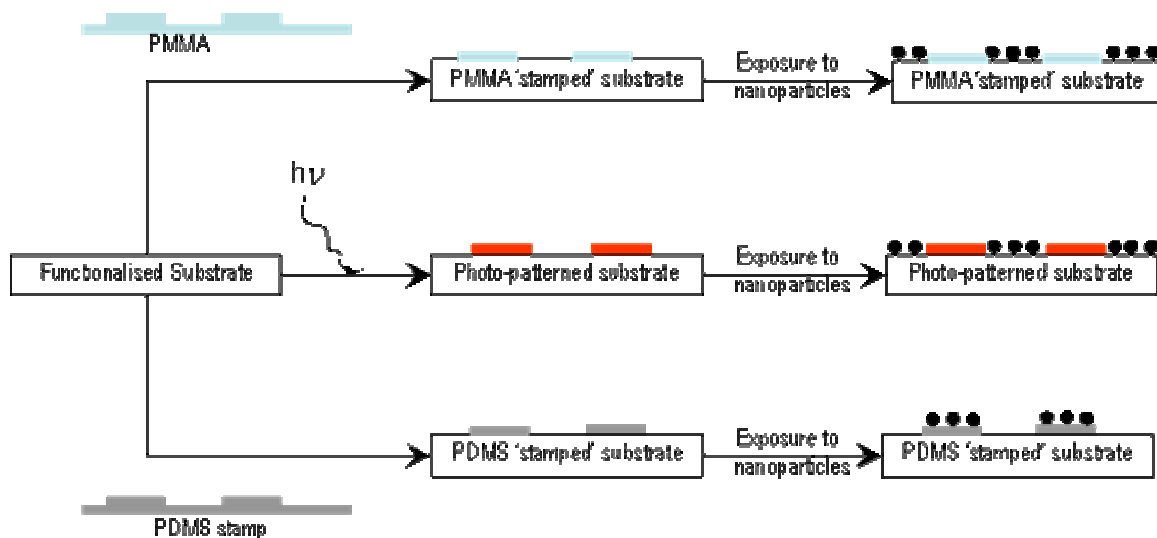 PMMA
PMMA 'stamped' substrate
Exposure to
nanoparticles
PMMA 'stamped' substrate
hν
Functionalised Substrate
Photo-patterned substrate
Exposure to
nanoparticles
Photo-patterned substrate
PDMS 'stamped' substrate
Exposure to
nanoparticles
PDMS 'stamped' substrate
PDMS stamp